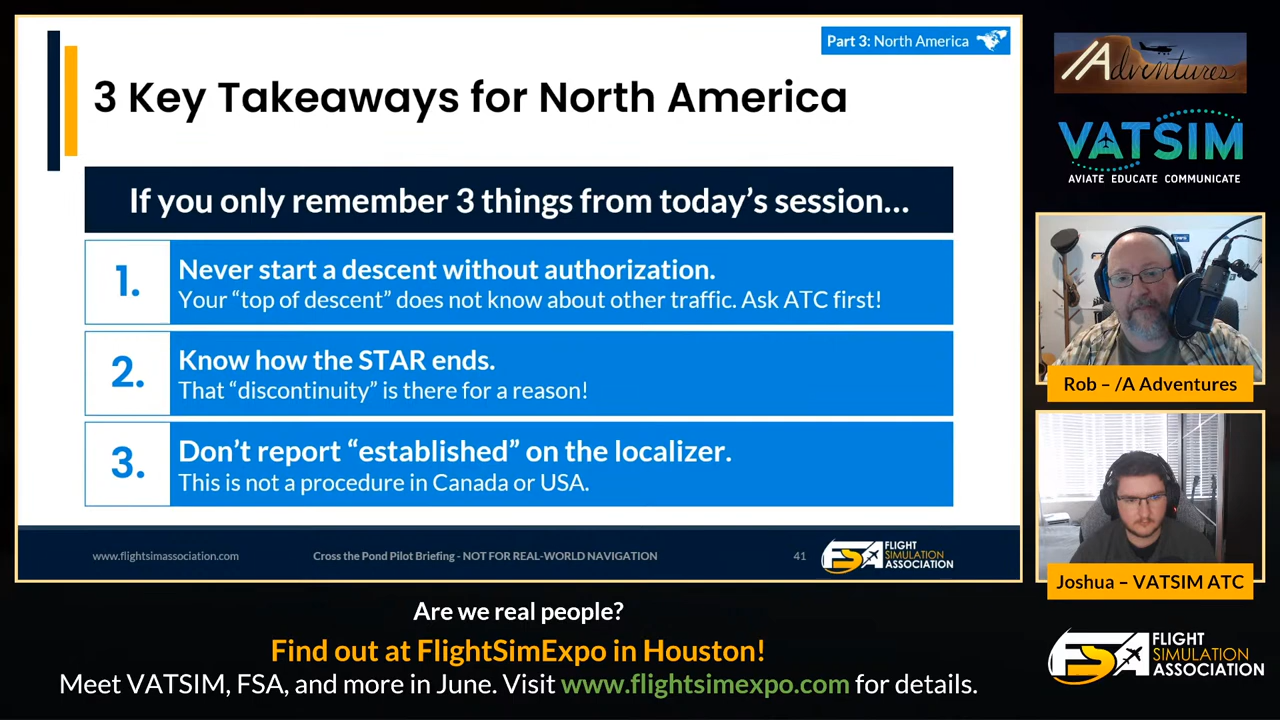 Part 3: North America
3 Key Takeaways for North America
If you only remember 3 things from today’s session...
1.
Never start a descent without authorization.
Your “top of descent” does not know about other traffic. Ask ATC first!
2.
Know how the STAR ends.
That “discontinuity” is there for a reason!
3.
Don’t report “established” on the localizer.
This is not a procedure in Canada or USA.
www.flightsimassociation.com
Cross the Pond Pilot Briefing - NOT FOR REAL-WORLD NAVIGATION
41
FSA
FLIGHT
SIMULATION
ASSOCIATION
/Adventures
VATSIM
AVIATE EDUCATE COMMUNICATE
Rob – /A Adventures
Joshua – VATSIM ATC
Are we real people?
Find out at FlightSimExpo in Houston!
Meet VATSIM, FSA, and more in June. Visit www.flightsimexpo.com for details.
FSA
FLIGHT
SIMULATION
ASSOCIATION